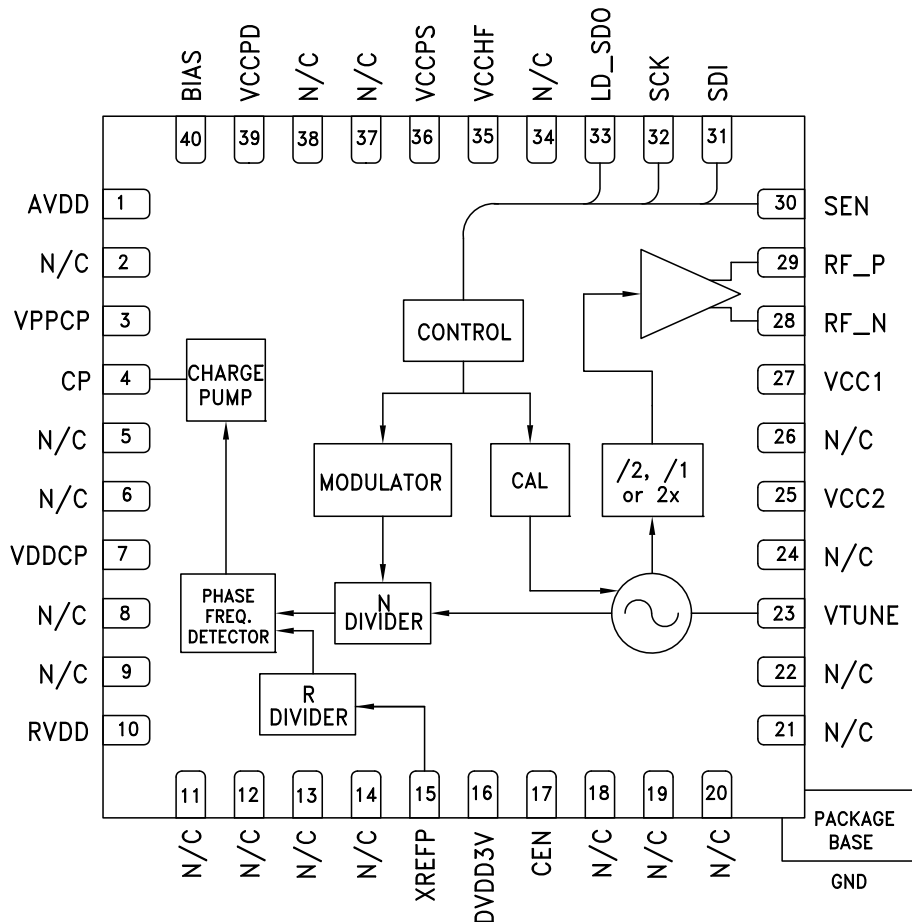 BIAS
VCCPD
N/C
N/C
VCCPS
VCCHF
N/C
LD_SDO
SCK
SDI
40
39
38
37
36
35
34
33
32
31
AVDD
1
N/C
2
VPPCP
3
CP
4
N/C
5
N/C
6
VDDCP
7
N/C
8
N/C
9
RVDD
10
30
SEN
29
RF_P
28
RF_N
27
VCC1
26
N/C
25
VCC2
24
N/C
23
VTUNE
22
N/C
21
N/C
CONTROL
CHARGE
PUMP
MODULATOR
CAL
/2, /1
or 2x
PHASE
FREQ.
DETECTOR
N
DIVIDER
R
DIVIDER
11
12
13
14
15
16
17
18
19
20
N/C
N/C
N/C
N/C
XREFP
DVDD3V
CEN
N/C
N/C
N/C
PACKAGE
BASE
GND